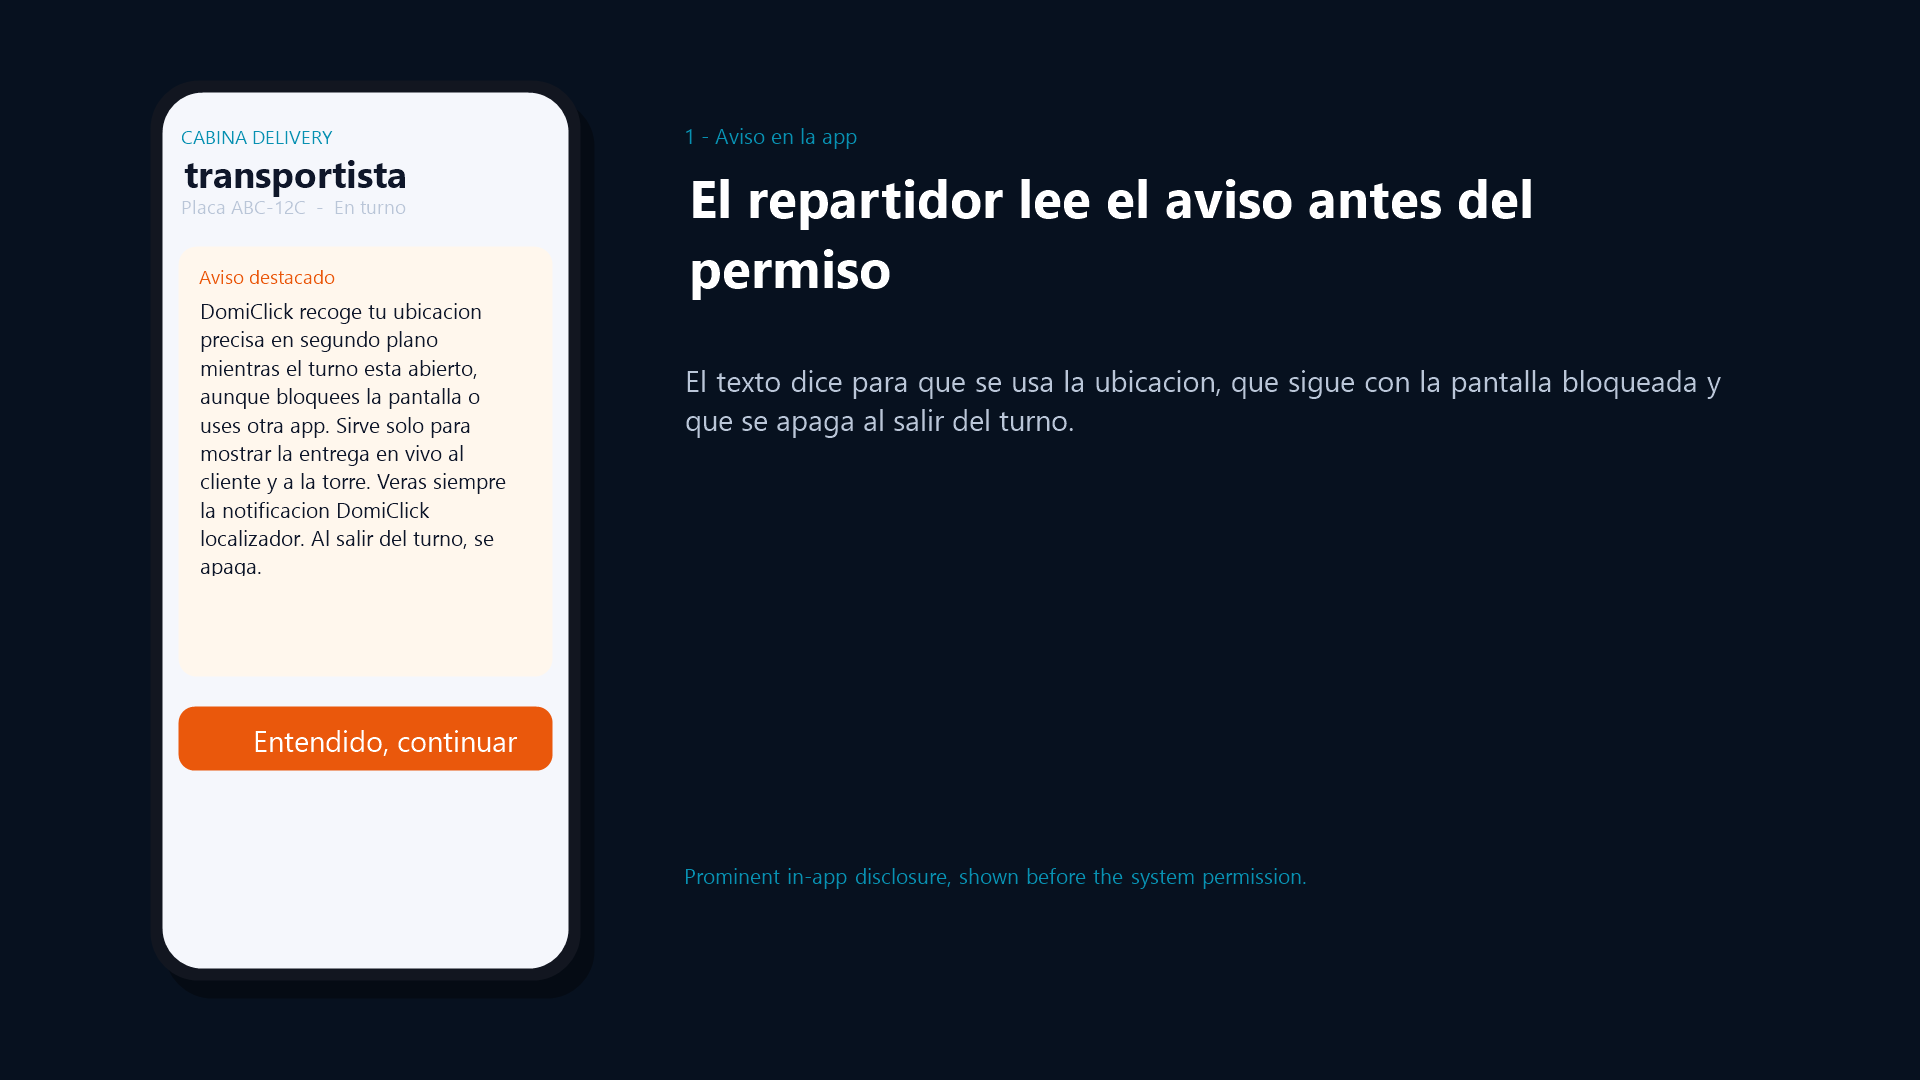 CABINA DELIVERY
transportista
Placa ABC-12C - En turno
Aviso destacado
DomiClick recoge tu ubicacion
precisa en segundo plano
mientras el turno esta abierto,
aunque bloquees la pantalla o
uses otra app. Sirve solo para
mostrar la entrega en vivo al
cliente y a la torre. Veras siempre
la notificacion DomiClick
localizador. Al salir del turno, se
apaga.
Entendido, continuar
1 - Aviso en la app
El repartidor lee el aviso antes del
permiso
El texto dice para que se usa la ubicacion, que sigue con la pantalla bloqueada y
que se apaga al salir del turno.
Prominent in-app disclosure, shown before the system permission.